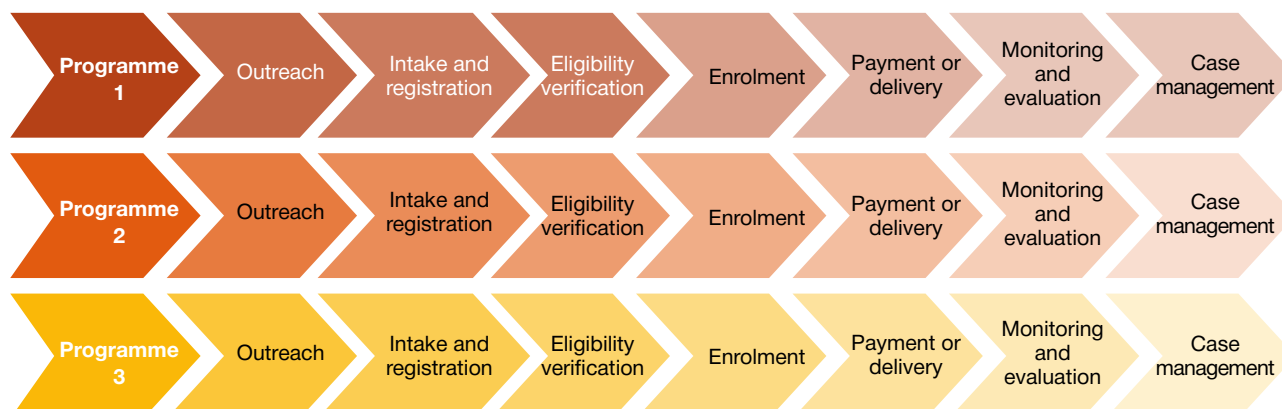 Programme
1
Outreach
Intake and
registration
Eligibility
verification
Enrolment
Payment or
delivery
Monitoring
and
evaluation
Case
management
Programme
2
Outreach
Intake and
registration
Eligibility
verification
Enrolment
Payment or
delivery
Monitoring
and
evaluation
Case
management
Programme
3
Outreach
Intake and
registration
Eligibility
verification
Enrolment
Payment or
delivery
Monitoring
and
evaluation
Case
management